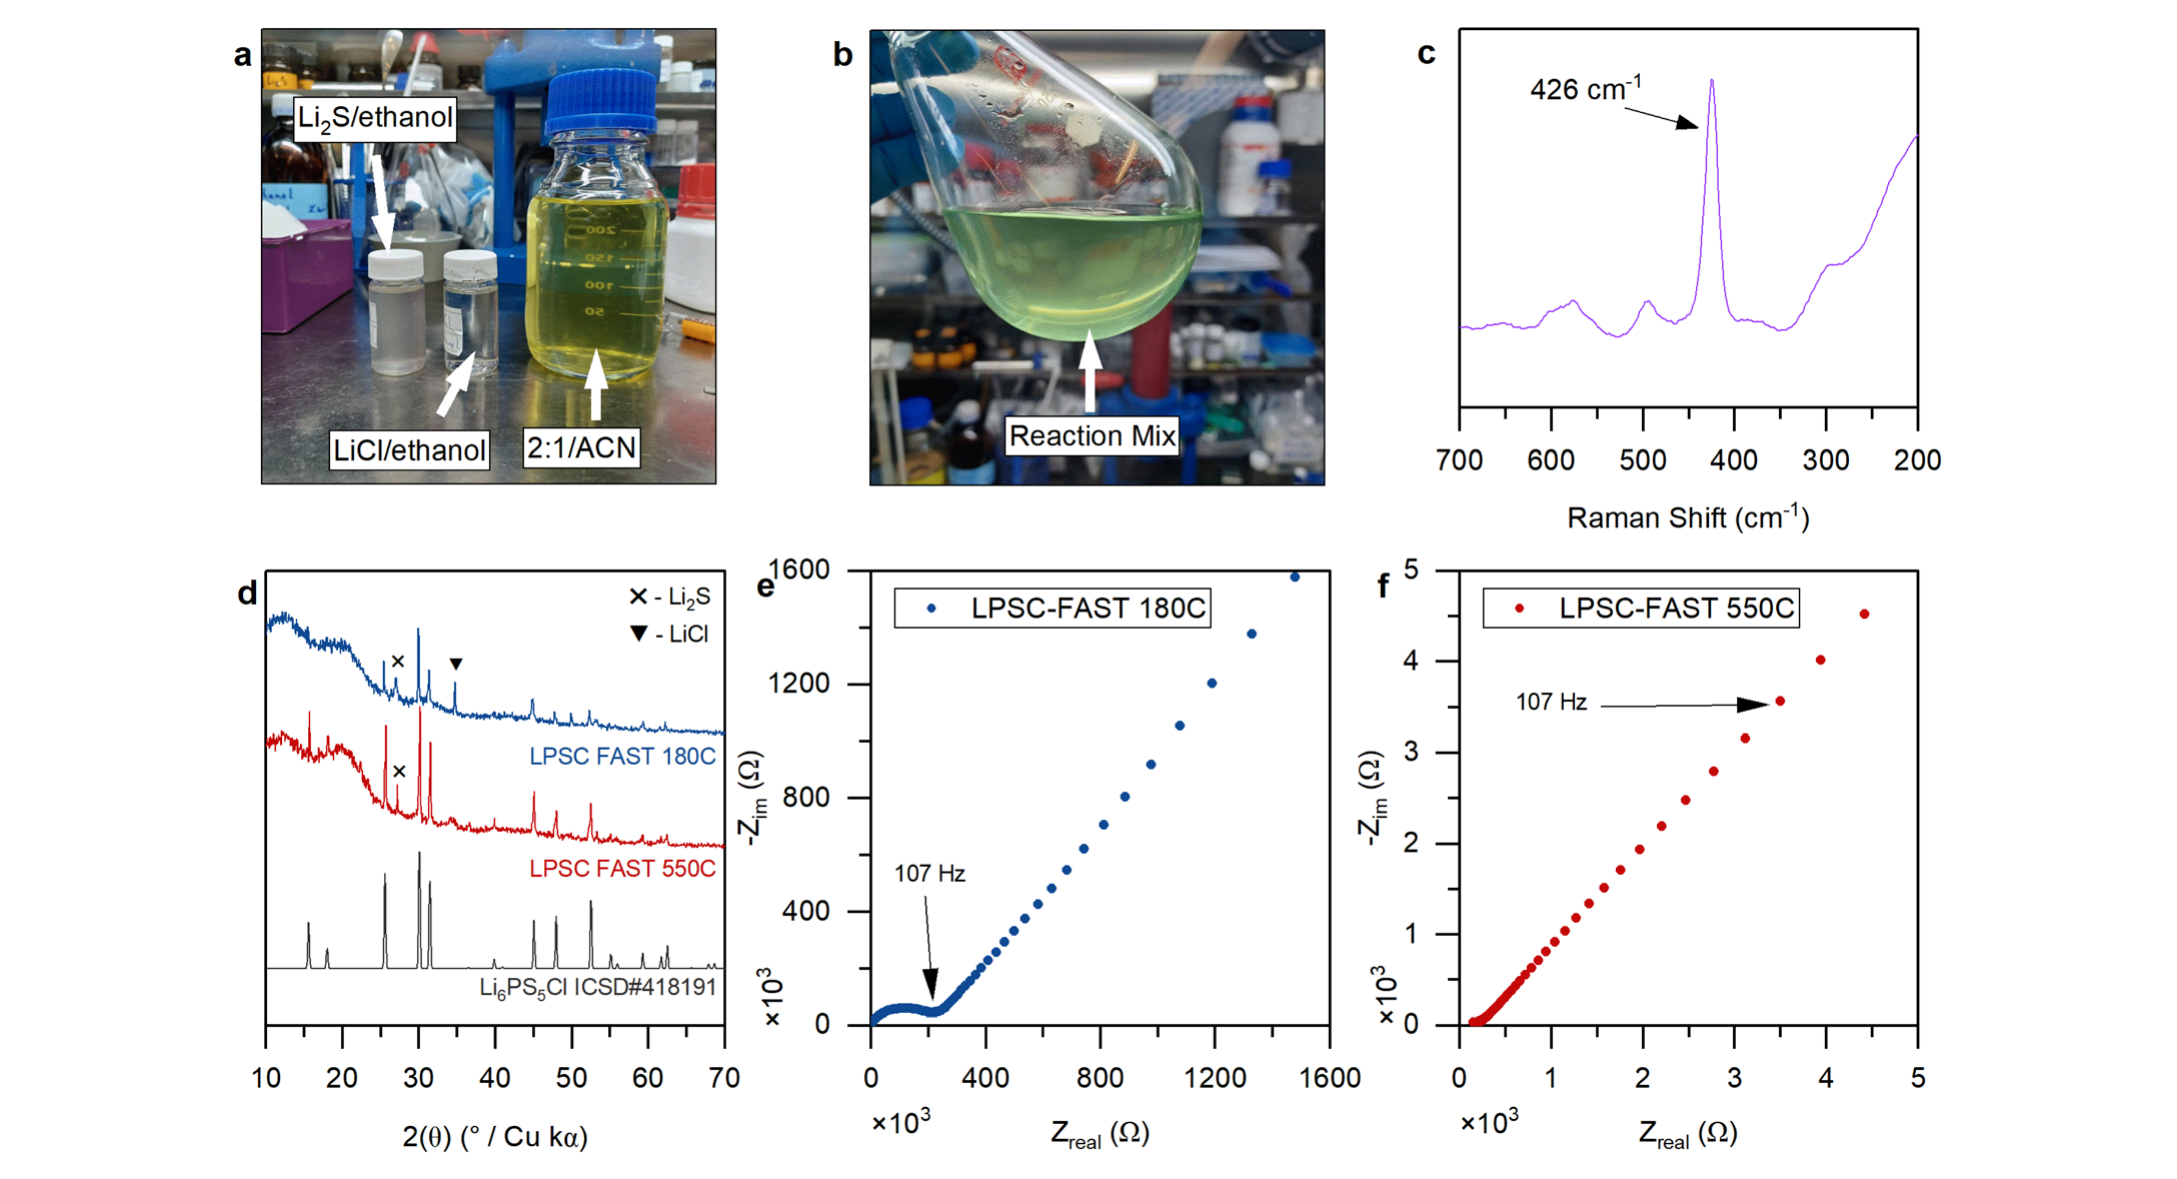 a
Li2S/ethanol
LiCl/ethanol
2:1/ACN
200
150
100
50
b
Reaction Mix
c
426 cm-1
700 600 500 400 300 200
Raman Shift (cm-1)
d
× - Li2S
▼ - LiCl
×
▼
LPSC FAST 180C
×
LPSC FAST 550C
Li6PS5Cl ICSD#418191
10 20 30 40 50 60 70
2(θ) (° / Cu kα)
e
LPSC-FAST 180C
107 Hz
1600
1200
800
400
0
-Zim (Ω)
×103
0 400 800 1200 1600
×103
Zreal (Ω)
f
LPSC-FAST 550C
107 Hz
5
4
3
2
1
0
-Zim (Ω)
×103
0 1 2 3 4 5
×103
Zreal (Ω)